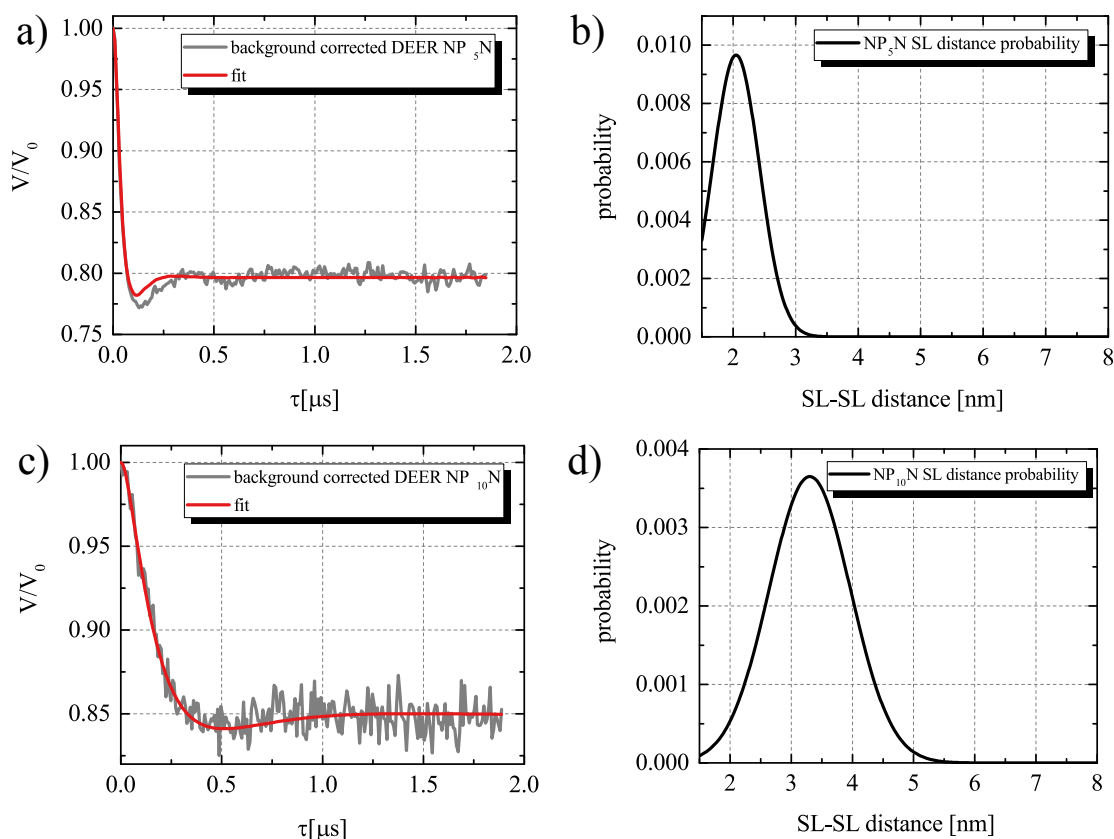 a)
1.00
0.95
0.90
0.85
0.80
0.75
V/V₀
background corrected DEER NP ₅N
fit
0.0 0.5 1.0 1.5 2.0
τ[μs]
b)
0.010
0.008
0.006
0.004
0.002
0.000
probability
NP₅N SL distance probability
2 3 4 5 6 7 8
SL-SL distance [nm]
c)
1.00
0.95
0.90
0.85
V/V₀
background corrected DEER NP ₁₀N
fit
0.0 0.5 1.0 1.5 2.0
τ[μs]
d)
0.004
0.003
0.002
0.001
0.000
probability
NP₁₀N SL distance probability
2 3 4 5 6 7 8
SL-SL distance [nm]